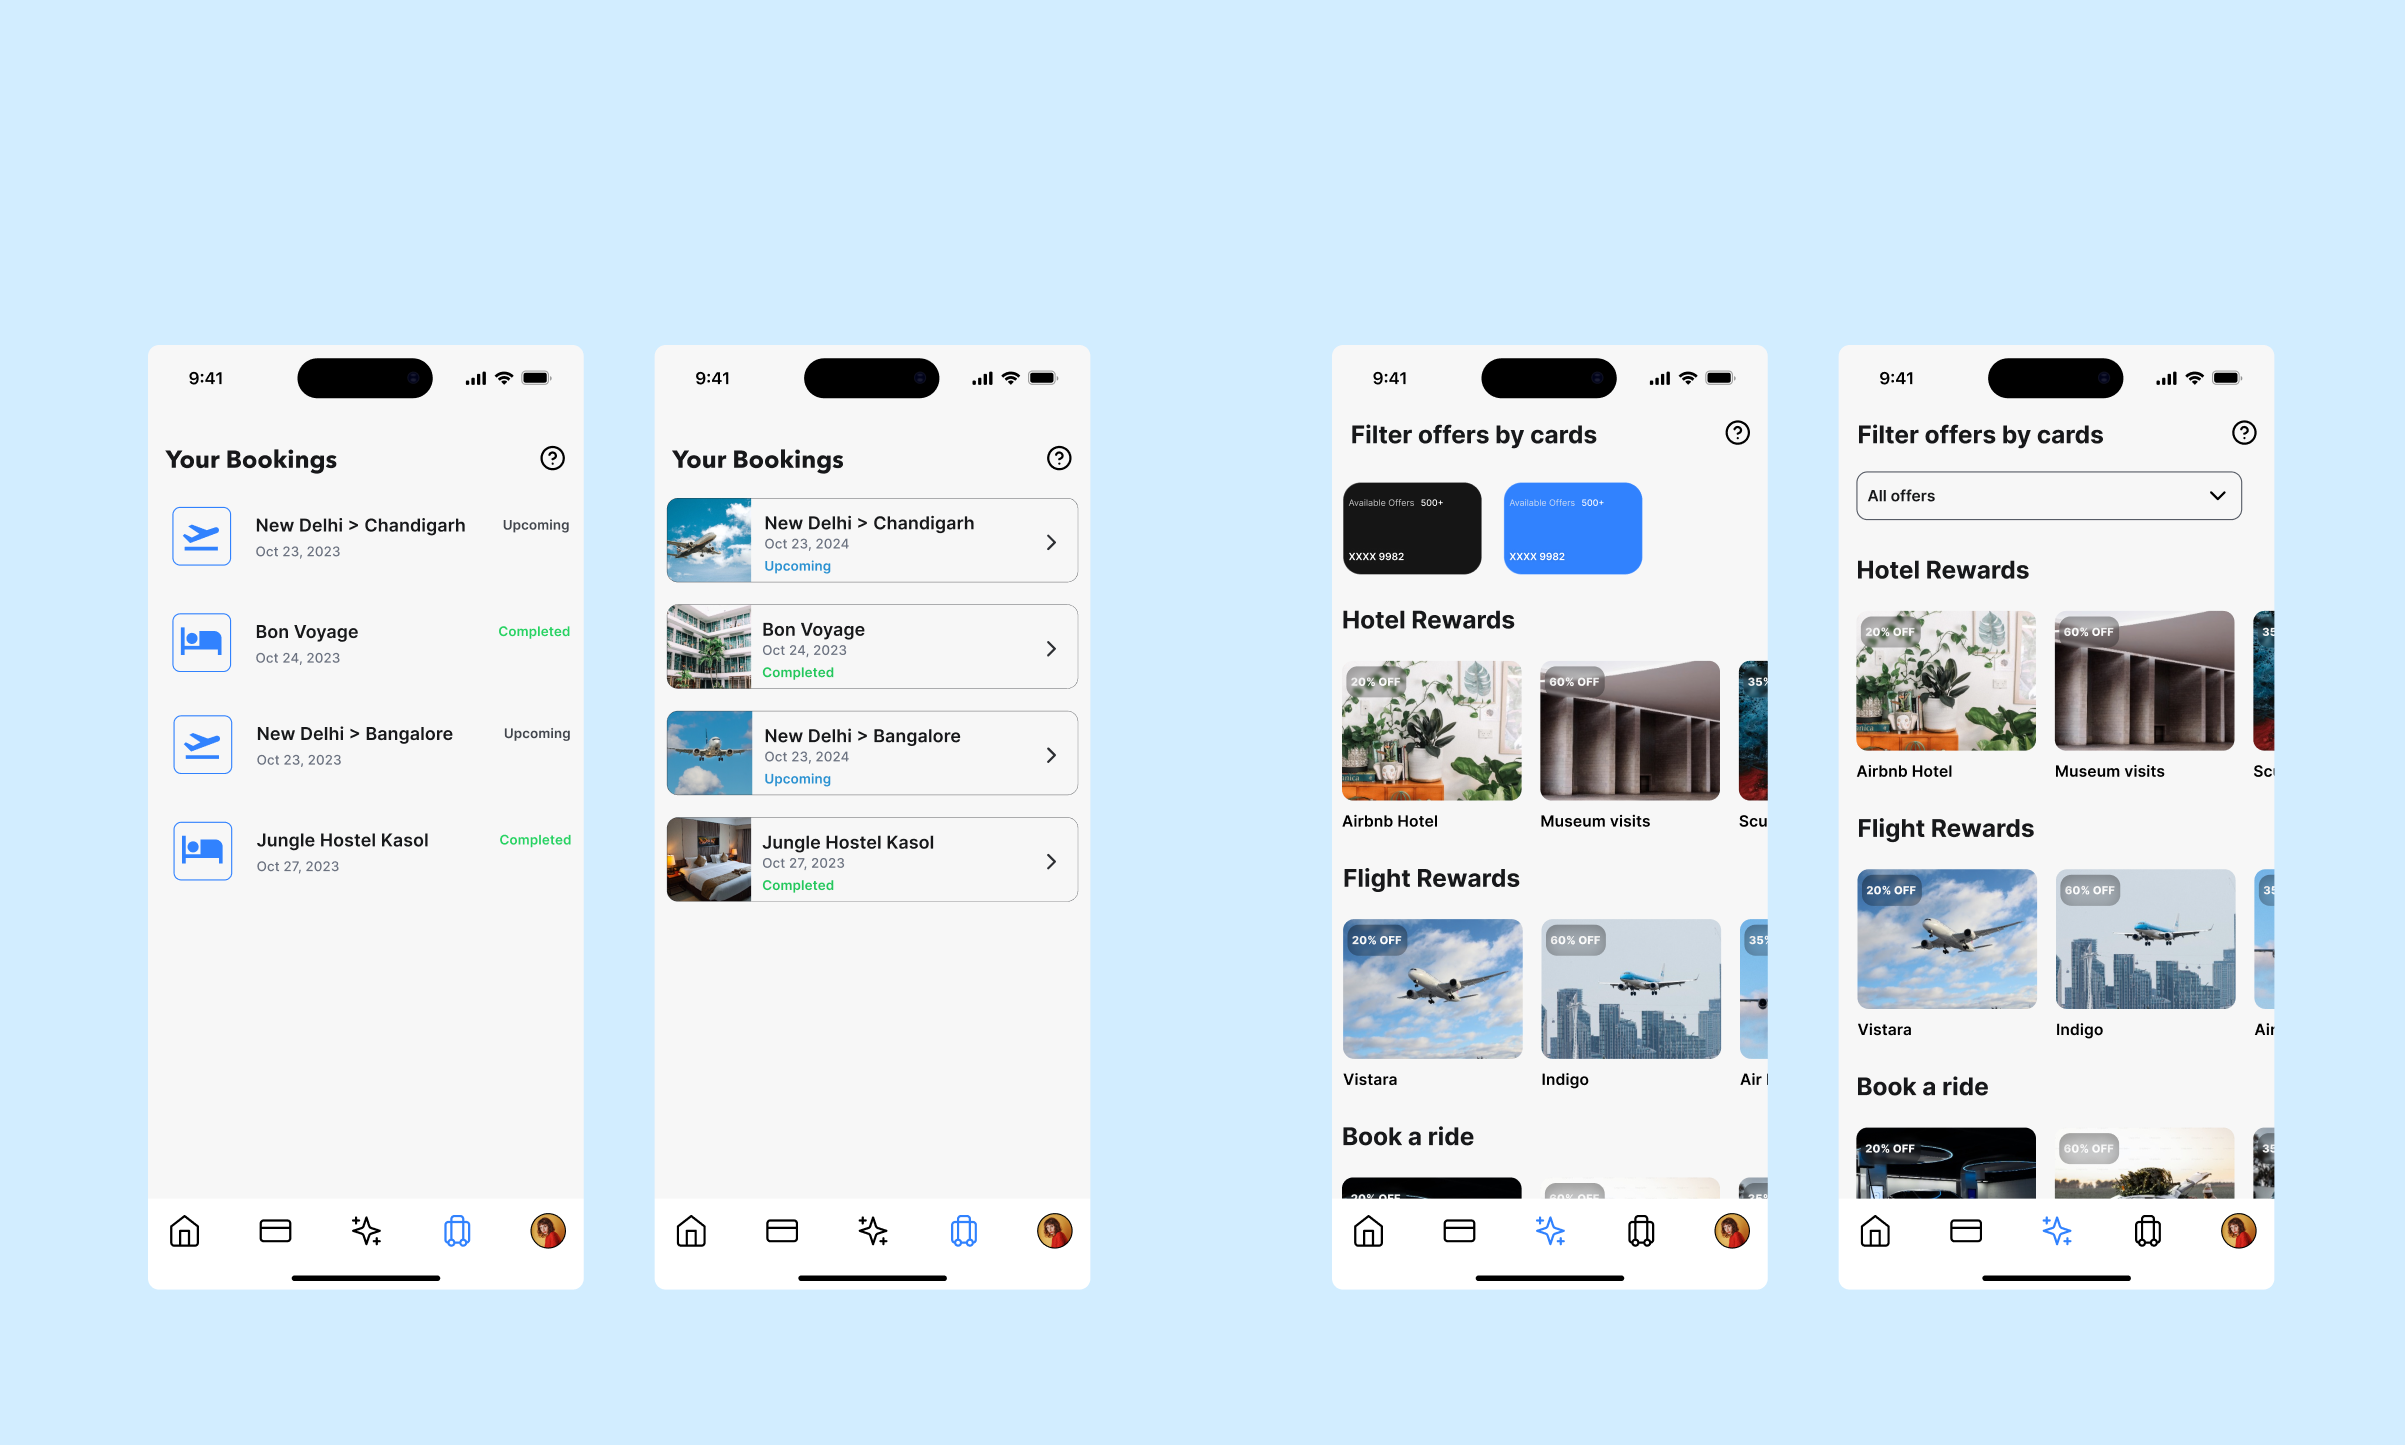 9:41
Your Bookings
New Delhi > Chandigarh
Upcoming
Oct 23, 2023
Bon Voyage
Completed
Oct 24, 2023
New Delhi > Bangalore
Upcoming
Oct 23, 2023
Jungle Hostel Kasol
Completed
Oct 27, 2023
9:41
Your Bookings
New Delhi > Chandigarh
Oct 23, 2024
Upcoming
Bon Voyage
Oct 24, 2023
Completed
New Delhi > Bangalore
Oct 23, 2024
Upcoming
Jungle Hostel Kasol
Oct 27, 2023
Completed
9:41
Filter offers by cards
Available Offers 500+
XXXX 9982
Available Offers 500+
XXXX 9982
Hotel Rewards
20% OFF
60% OFF
35%
Airbnb Hotel
Museum visits
Scu
Flight Rewards
20% OFF
60% OFF
35%
Vistara
Indigo
Air
Book a ride
20% OFF
60% OFF
35%
9:41
Filter offers by cards
All offers
Hotel Rewards
20% OFF
60% OFF
35
Airbnb Hotel
Museum visits
Scu
Flight Rewards
20% OFF
60% OFF
35
Vistara
Indigo
Air
Book a ride
20% OFF
60% OFF
35